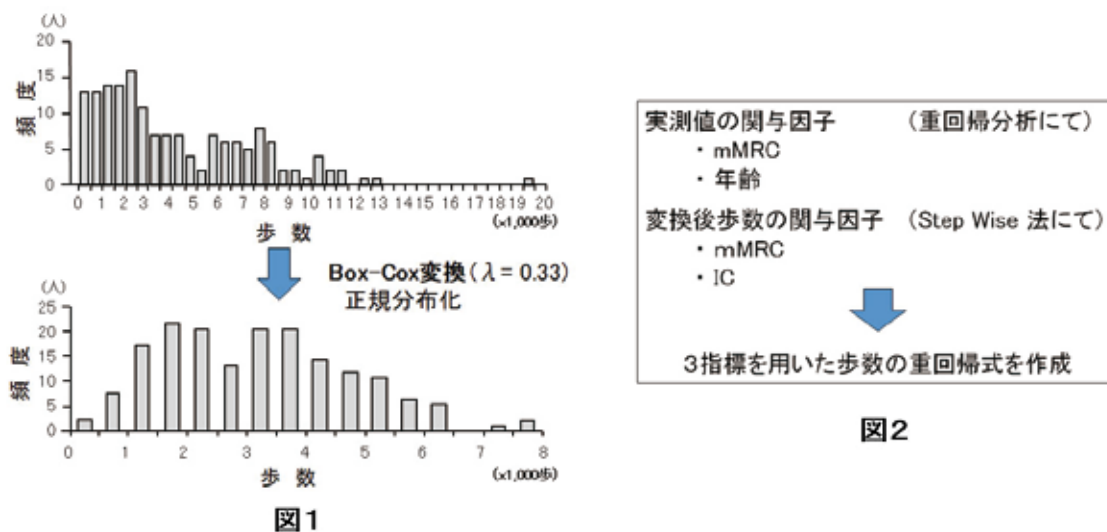 (人)
20
15
10
5
0
頻度
0 1 2 3 4 5 6 7 8 9 10 11 12 13 14 15 16 17 18 19 20
(×1,000歩)
歩 数
Box-Cox変換(λ= 0.33)
正規分布化
(人)
25
20
15
10
5
0
頻度
0 1 2 3 4 5 6 7 8
(×1,000歩)
歩 数
図1
実測値の関与因子 (重回帰分析にて)
・ mMRC
・ 年齢
変換後歩数の関与因子 (Step Wise 法にて)
・ mMRC
・ IC
3指標を用いた歩数の重回帰式を作成
図2